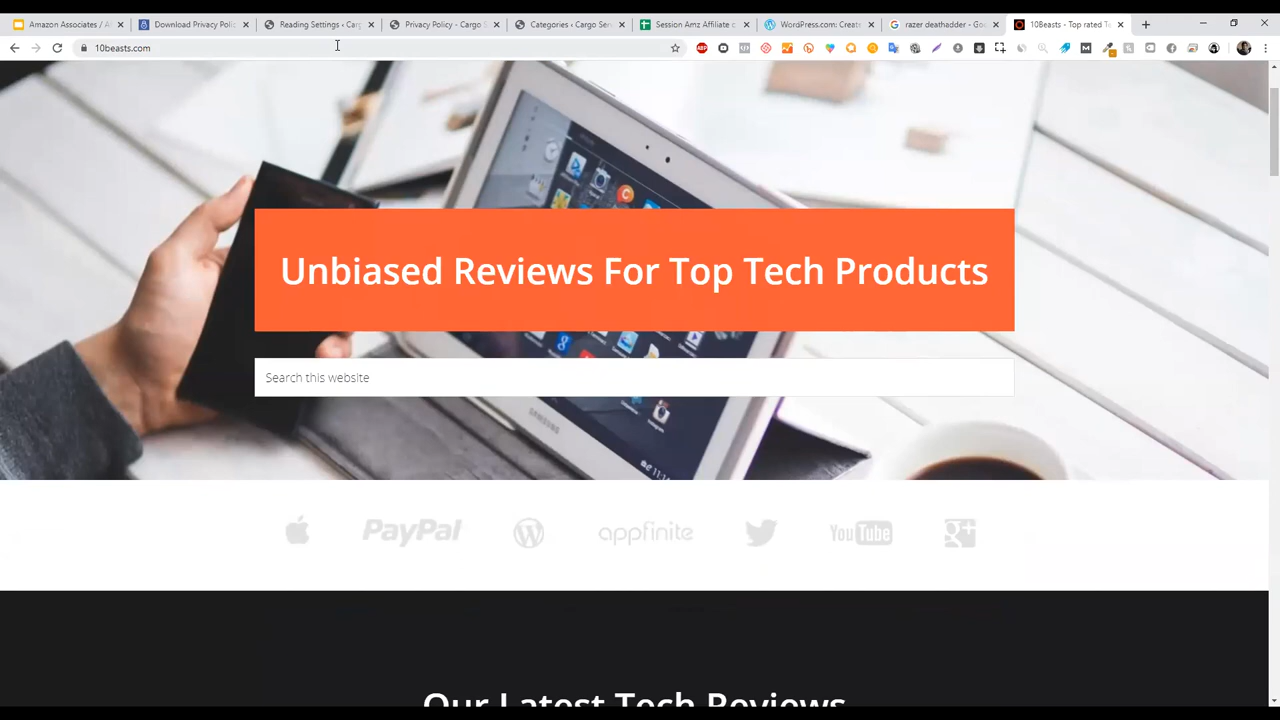 Amazon Associates / A
Download Privacy Polic
Reading Settings ‹ Carg
Privacy Policy - Cargo S
Categories ‹ Cargo Serv
Session Amz Affiliate c
WordPress.com: Create
razer deathadder - Goo
10Beasts - Top rated Te
10beasts.com
ABP
Unbiased Reviews For Top Tech Products
Search this website
SAMSUNG
PayPal
appfinite
YouTube
g+
Our Latest Tech Reviews